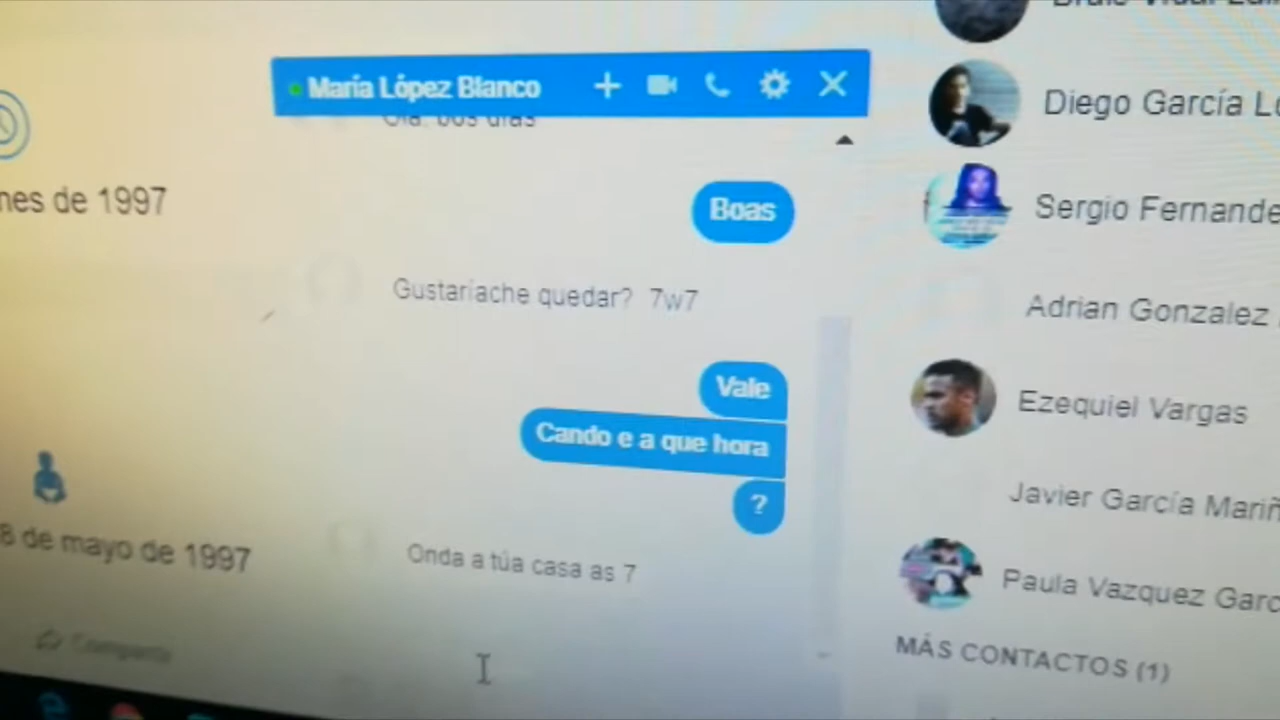 María López Blanco
Ola, bos días
nes de 1997
Boas
Gustaríache quedar? 7w7
Vale
Cando e a que hora
?
8 de mayo de 1997
Onda a túa casa as 7
Compartir
Diego García
Sergio Fernande
Adrian Gonzalez
Ezequiel Vargas
Javier García Mariñ
Paula Vazquez Garc
MÁS CONTACTOS (1)